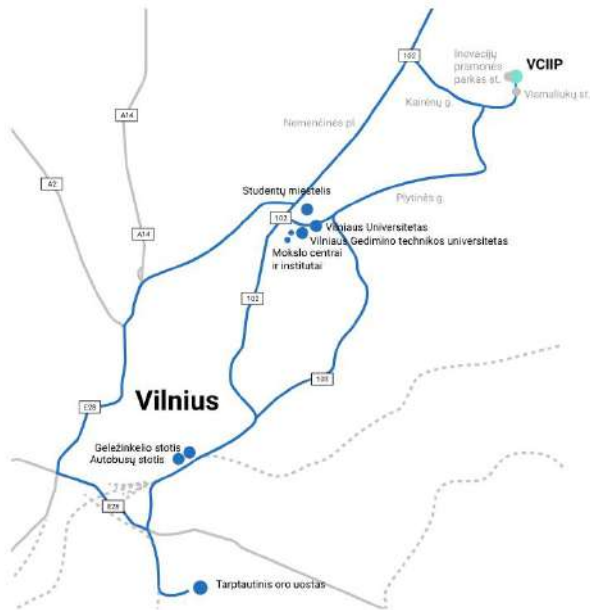 102
Inovacijų
pramonės
parkas st.
VCIIP
Vismaliukų st.
Kairėnų g.
A14
Nemenčinės pl.
A2
Studentų miestelis
Plytinės g.
102
Vilniaus Universitetas
A14
Vilniaus Gedimino technikos universitetas
Mokslo centrai
ir institutai
102
103
Vilnius
E28
Geležinkelio stotis
Autobusų stotis
E28
Tarptautinis oro uostas